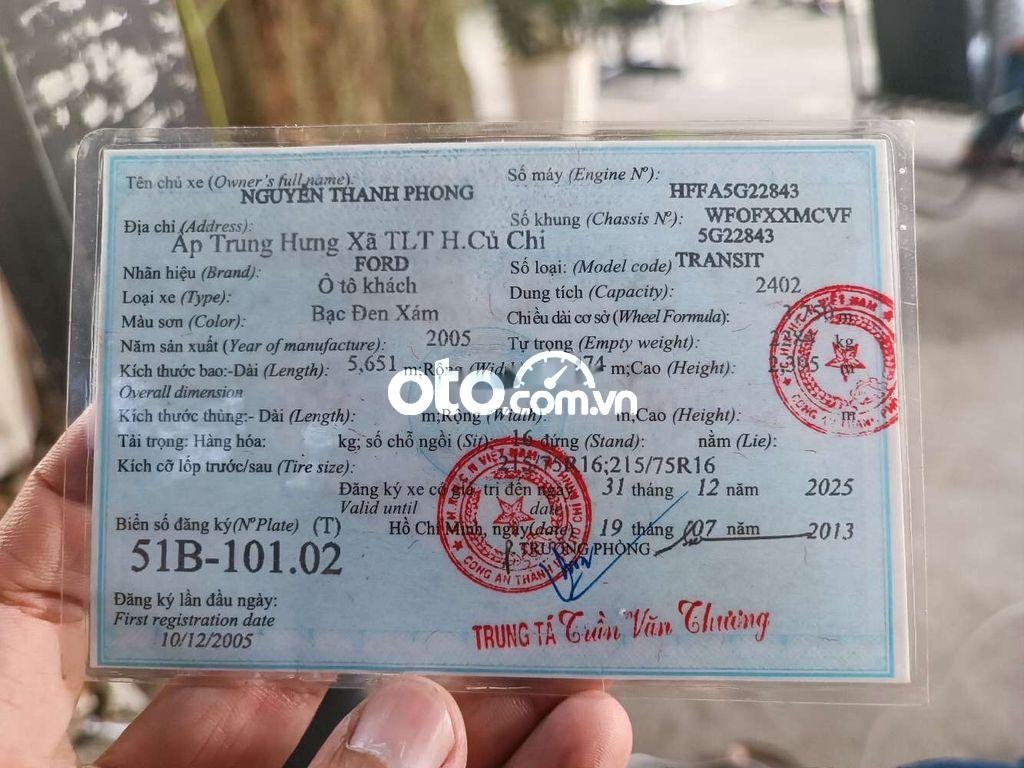 Tên chủ xe (Owner's full name): NGUYỄN THANH PHONG
Số máy (Engine Nº): HFFA5G22843
Địa chỉ (Address): Ấp Trung Hưng Xã TLT H.Củ Chi
Số khung (Chassis Nº): WFOFXXMCVF
5G22843
Nhãn hiệu (Brand): FORD
Số loại: (Model code) TRANSIT
Loại xe (Type): Ô tô khách
Dung tích (Capacity): 2402
Màu sơn (Color): Bạc Đen Xám
Chiều dài cơ sở (Wheel Formula): m
Năm sản xuất (Year of manufacture): 2005
Tự trọng (Empty weight): kg
Kích thước bao:-Dài (Length): 5,651 m;Rộng m;Cao (Height): 2,395 m
Overall dimension
Kích thước thùng:- Dài (Length): m;Rộng (Width): m,Cao (Height): m
Tải trọng: Hàng hóa: kg; số chỗ ngồi (Sit): 16 đứng (Stand): nằm (Lie):
Kích cỡ lốp trước/sau (Tire size): 215/75R16;215/75R16
Đăng ký xe có giá trị đến ngày 31 tháng 12 năm 2025
Valid until date
Biển số đăng ký(Nº Plate) (T)
Hồ Chí Minh, ngày(date) 19 tháng 07 năm 2013
51B-101.02
TRƯỞNG PHÒNG
Đăng ký lần đầu ngày:
First registration date
10/12/2005
TRUNG TÁ Trần Văn Thương
oto.com.vn